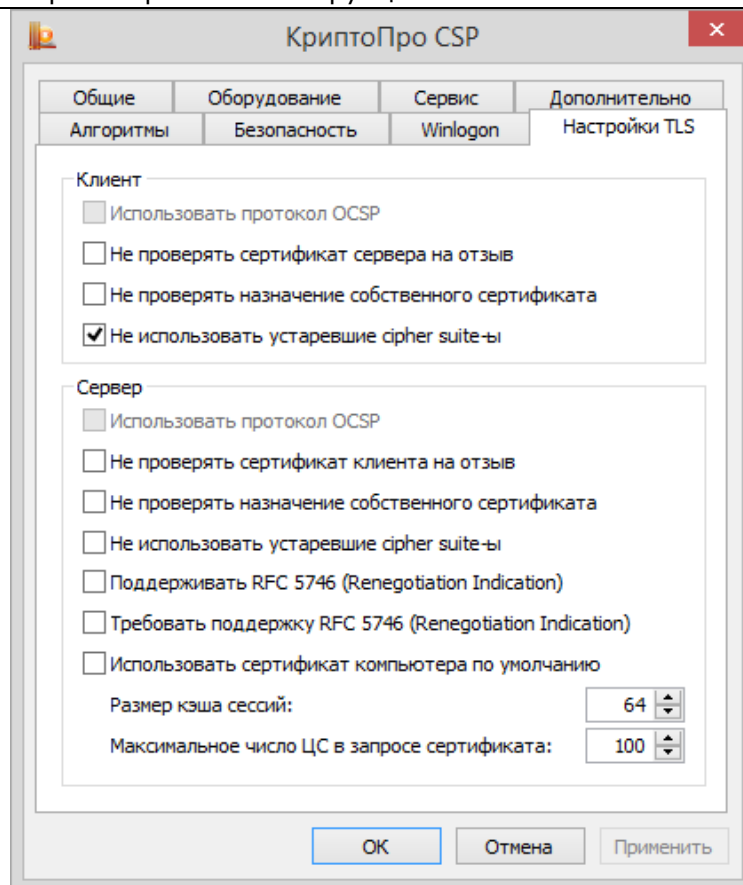 КриптоПро CSP
Общие Оборудование Сервис Дополнительно
Алгоритмы Безопасность Winlogon Настройки TLS
Клиент
Использовать протокол OCSP
Не проверять сертификат сервера на отзыв
Не проверять назначение собственного сертификата
Не использовать устаревшие cipher suite-ы
Сервер
Использовать протокол OCSP
Не проверять сертификат клиента на отзыв
Не проверять назначение собственного сертификата
Не использовать устаревшие cipher suite-ы
Поддерживать RFC 5746 (Renegotiation Indication)
Требовать поддержку RFC 5746 (Renegotiation Indication)
Использовать сертификат компьютера по умолчанию
Размер кэша сессий: 64
Максимальное число ЦС в запросе сертификата: 100
ОК Отмена Применить